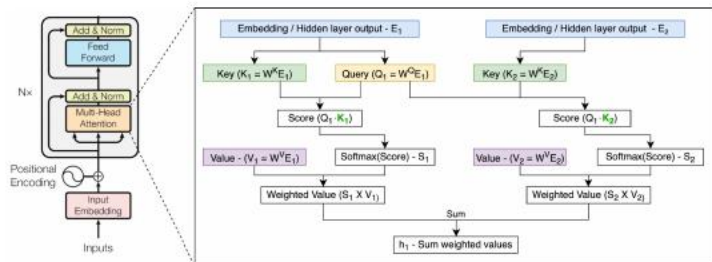 Add & Norm
Feed
Forward
Nx
Add & Norm
Multi-Head
Attention
Positional
Encoding
Input
Embedding
Inputs
Embedding / Hidden layer output - E₁
Embedding / Hidden layer output - E₂
Key (K₁ = WᴷE₁)
Query (Q₁ = WQE₁)
Key (K₂ = WᴷE₂)
Score (Q₁·K₁)
Score (Q₁·K₂)
Value - (V₁ = WⱽE₁)
Softmax(Score) - S₁
Value - (V₂ = WⱽE₂)
Softmax(Score) - S₂
Weighted Value (S₁ X V₁)
Weighted Value (S₂ X V₂)
Sum
h₁ - Sum weighted values